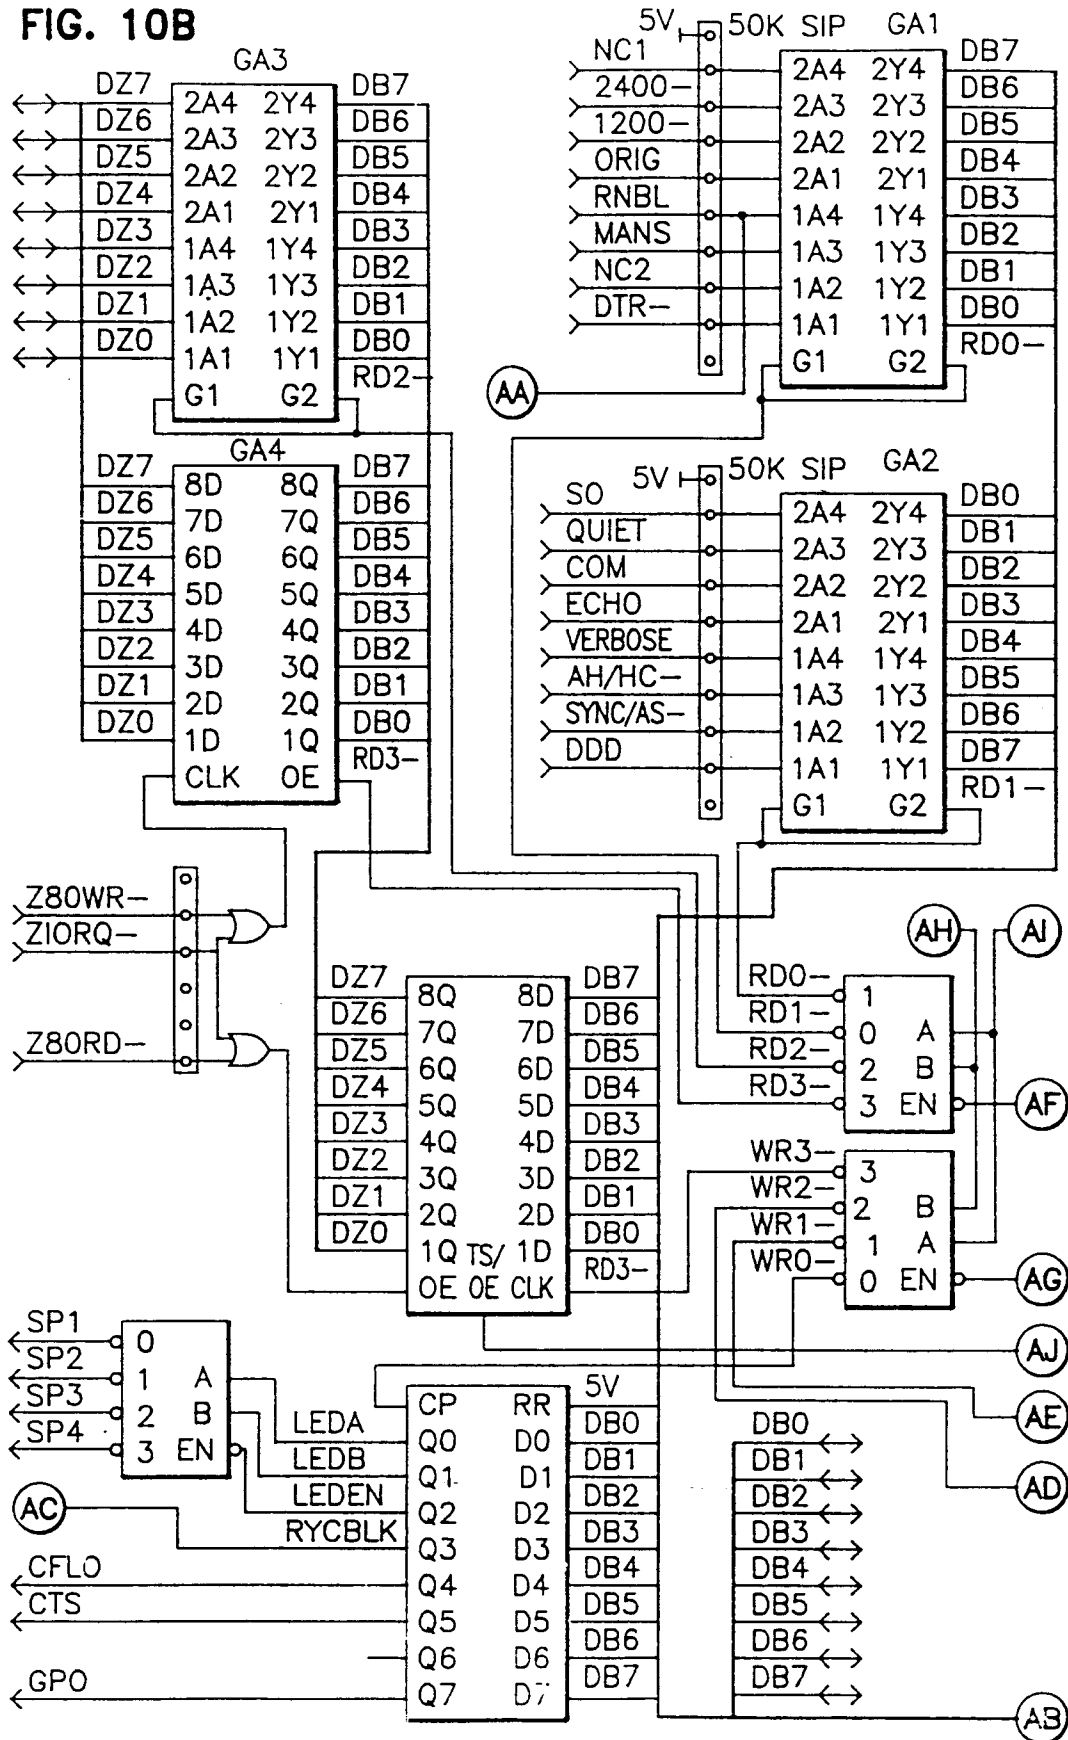 FIG. 10B
GA3
DZ7 2A4 2Y4 DB7
DZ6 2A3 2Y3 DB6
DZ5 2A2 2Y2 DB5
DZ4 2A1 2Y1 DB4
DZ3 1A4 1Y4 DB3
DZ2 1A3 1Y3 DB2
DZ1 1A2 1Y2 DB1
DZ0 1A1 1Y1 DB0
G1 G2 RD2-
5V 50K SIP GA1
NC1 2A4 2Y4 DB7
2400- 2A3 2Y3 DB6
1200- 2A2 2Y2 DB5
ORIG 2A1 2Y1 DB4
RNBL 1A4 1Y4 DB3
MANS 1A3 1Y3 DB2
NC2 1A2 1Y2 DB1
DTR- 1A1 1Y1 DB0
G1 G2 RD0-
AA
GA4
DZ7 8D 8Q DB7
DZ6 7D 7Q DB6
DZ5 6D 6Q DB5
DZ4 5D 5Q DB4
DZ3 4D 4Q DB3
DZ2 3D 3Q DB2
DZ1 2D 2Q DB1
DZ0 1D 1Q DB0
CLK OE RD3-
5V 50K SIP GA2
SO 2A4 2Y4 DB0
QUIET 2A3 2Y3 DB1
COM 2A2 2Y2 DB2
ECHO 2A1 2Y1 DB3
VERBOSE 1A4 1Y4 DB4
AH/HC- 1A3 1Y3 DB5
SYNC/AS- 1A2 1Y2 DB6
DDD 1A1 1Y1 DB7
G1 G2 RD1-
Z80WR-
ZIORQ-
Z80RD-
DZ7 8Q 8D DB7
DZ6 7Q 7D DB6
DZ5 6Q 6D DB5
DZ4 5Q 5D DB4
DZ3 4Q 4D DB3
DZ2 3Q 3D DB2
DZ1 2Q 2D DB1
DZ0 1Q TS/ 1D DB0
OE OE CLK RD3-
AH AI
RD0- 1
RD1- 0 A
RD2- 2 B
RD3- 3 EN AF
WR3- 3
WR2- 2 B
WR1- 1 A
WR0- 0 EN AG
AJ
AE
AD
SP1 0
SP2 1 A
SP3 2 B
SP4 3 EN
AC
CP RR 5V
LEDA Q0 D0 DB0
LEDB Q1 D1 DB1
LEDEN Q2 D2 DB2
RYCBLK Q3 D3 DB3
CFLO Q4 D4 DB4
CTS Q5 D5 DB5
Q6 D6 DB6
GPO Q7 D7 DB7
DB0
DB1
DB2
DB3
DB4
DB5
DB6
DB7
AB